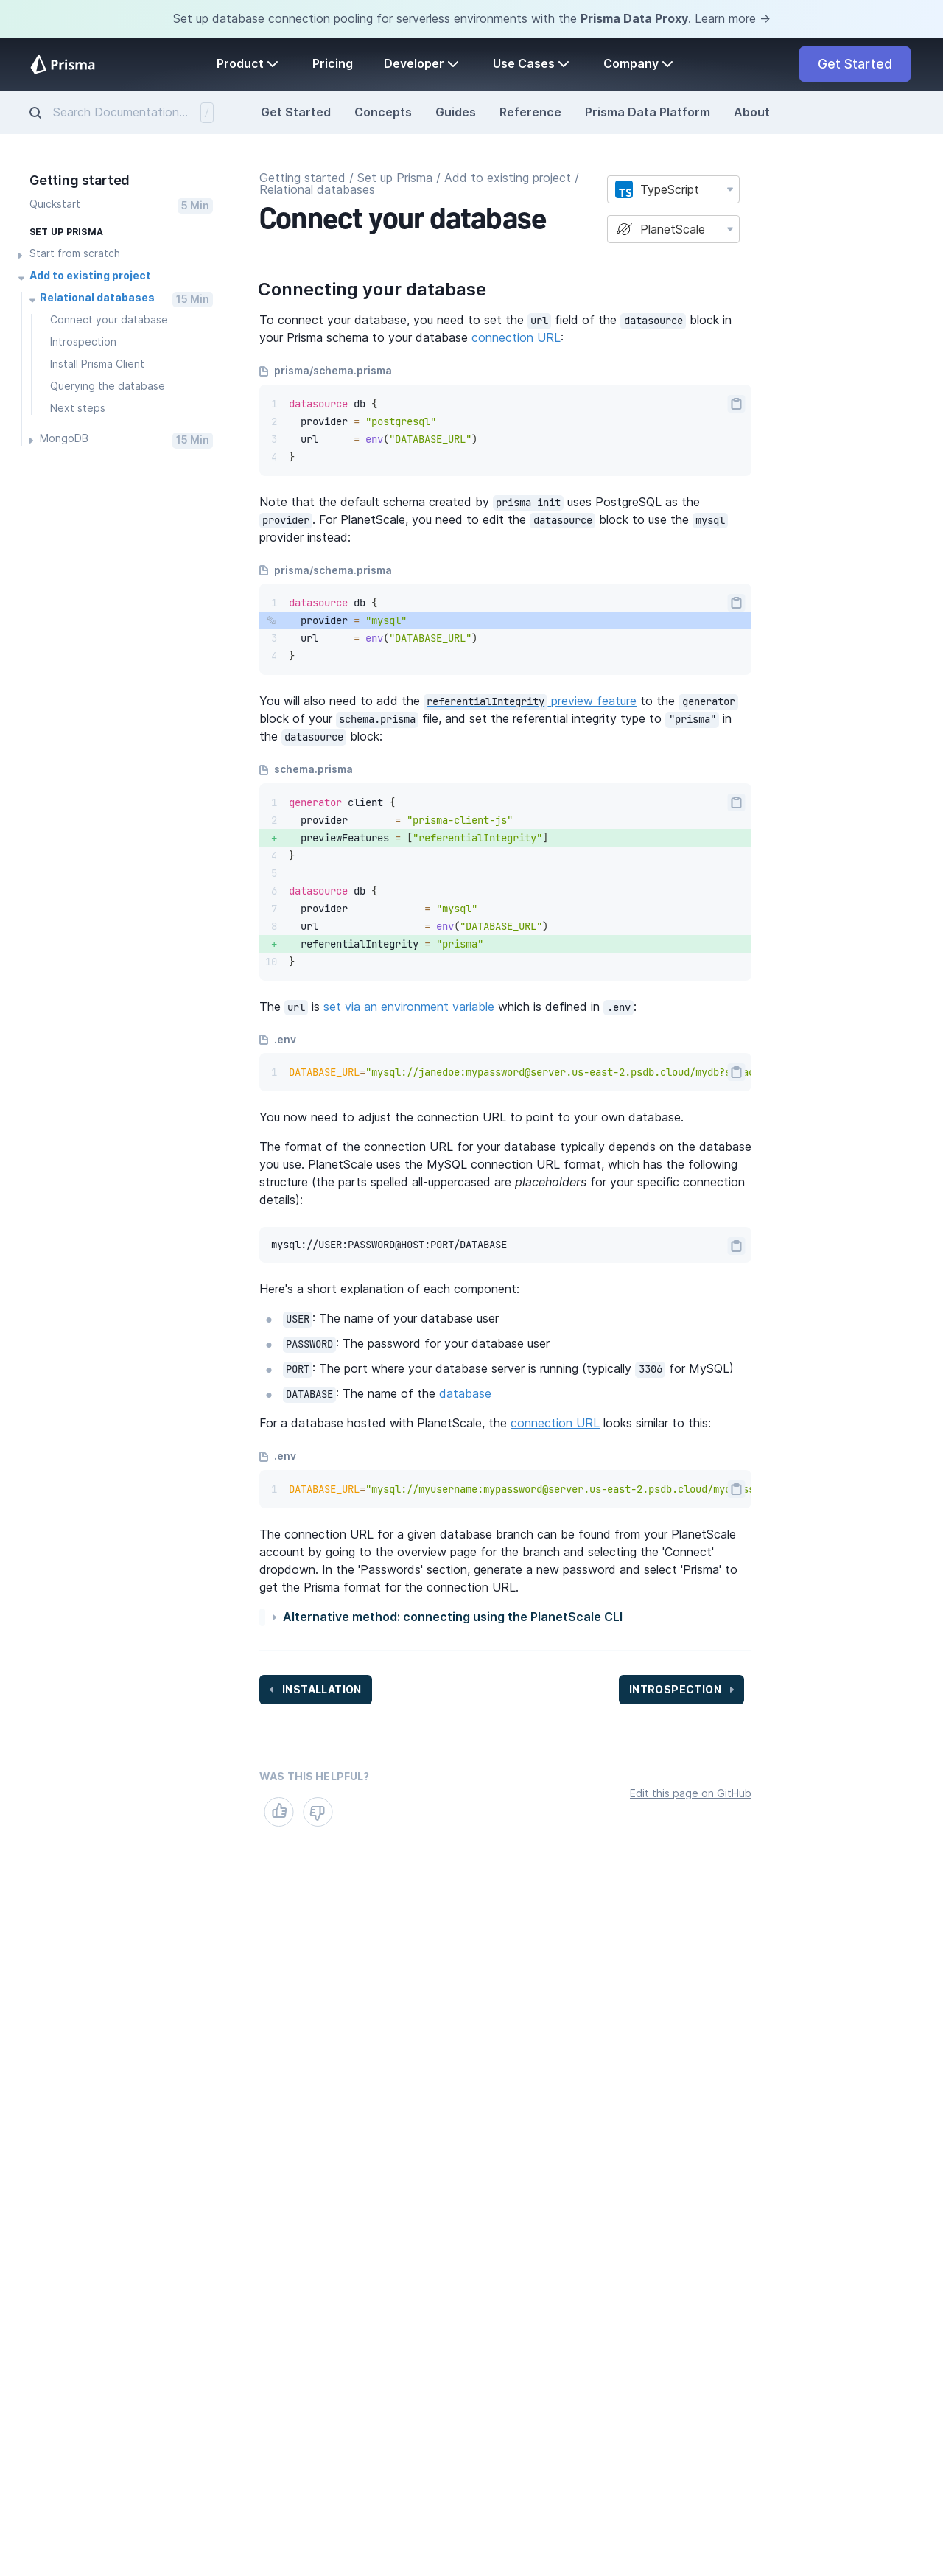 Set up database connection pooling for serverless environments with the Prisma Data Proxy. Learn more →
Prisma
Product
Pricing
Developer
Use Cases
Company
Get Started
Search Documentation...
/
Get Started
Concepts
Guides
Reference
Prisma Data Platform
About
Getting started
Quickstart
5 Min
SET UP PRISMA
Start from scratch
Add to existing project
Relational databases
15 Min
Connect your database
Introspection
Install Prisma Client
Querying the database
Next steps
MongoDB
15 Min
Getting started / Set up Prisma / Add to existing project /
Relational databases
Connect your database
TS TypeScript
PlanetScale
Connecting your database
To connect your database, you need to set the url field of the datasource block in
your Prisma schema to your database connection URL:
prisma/schema.prisma
1 datasource db {
2 provider = "postgresql"
3 url = env("DATABASE_URL")
4 }
Note that the default schema created by prisma init uses PostgreSQL as the
provider. For PlanetScale, you need to edit the datasource block to use the mysql
provider instead:
prisma/schema.prisma
1 datasource db {
✎ provider = "mysql"
3 url = env("DATABASE_URL")
4 }
You will also need to add the referentialIntegrity preview feature to the generator
block of your schema.prisma file, and set the referential integrity type to "prisma" in
the datasource block:
schema.prisma
1 generator client {
2 provider = "prisma-client-js"
+ previewFeatures = ["referentialIntegrity"]
4 }
5
6 datasource db {
7 provider = "mysql"
8 url = env("DATABASE_URL")
+ referentialIntegrity = "prisma"
10 }
The url is set via an environment variable which is defined in .env:
.env
1 DATABASE_URL="mysql://janedoe:mypassword@server.us-east-2.psdb.cloud/mydb?
You now need to adjust the connection URL to point to your own database.
The format of the connection URL for your database typically depends on the database
you use. PlanetScale uses the MySQL connection URL format, which has the following
structure (the parts spelled all-uppercased are placeholders for your specific connection
details):
mysql://USER:PASSWORD@HOST:PORT/DATABASE
Here's a short explanation of each component:
USER: The name of your database user
PASSWORD: The password for your database user
PORT: The port where your database server is running (typically 3306 for MySQL)
DATABASE: The name of the database
For a database hosted with PlanetScale, the connection URL looks similar to this:
.env
1 DATABASE_URL="mysql://myusername:mypassword@server.us-east-2.psdb.cloud/
The connection URL for a given database branch can be found from your PlanetScale
account by going to the overview page for the branch and selecting the 'Connect'
dropdown. In the 'Passwords' section, generate a new password and select 'Prisma' to
get the Prisma format for the connection URL.
Alternative method: connecting using the PlanetScale CLI
INSTALLATION
INTROSPECTION
WAS THIS HELPFUL?
Edit this page on GitHub